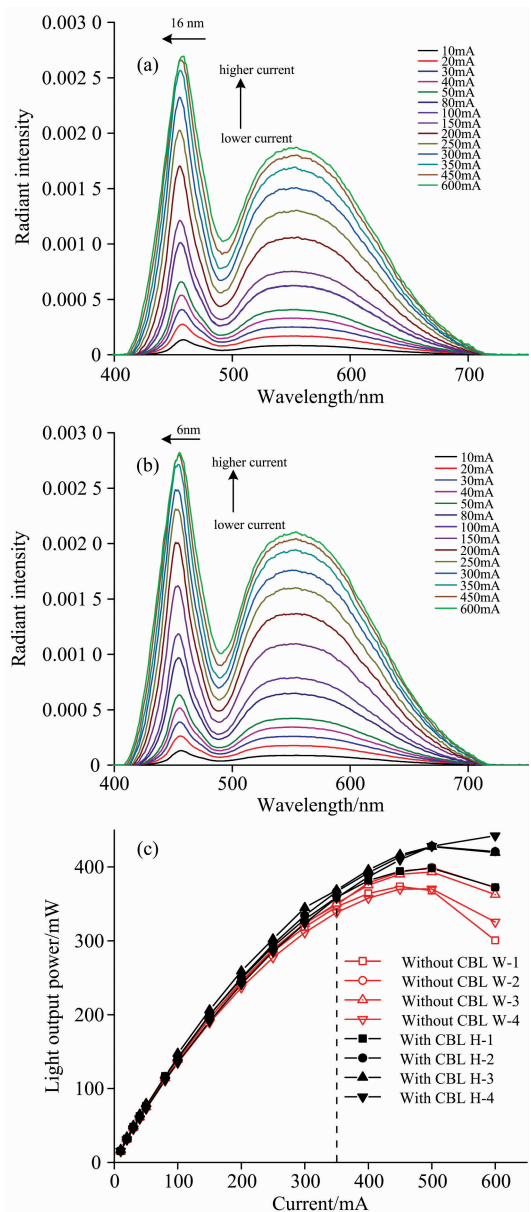 16 nm
0.003 0
(a)
higher current
lower current
10mA
20mA
30mA
40mA
50mA
80mA
100mA
150mA
200mA
250mA
300mA
350mA
450mA
600mA
0.002 5
0.002 0
0.001 5
0.001 0
0.000 5
0
Radiant intensity
400
500
600
700
Wavelength/nm
0.003 0
6nm
(b)
higher current
lower current
10mA
20mA
30mA
40mA
50mA
80mA
100mA
150mA
200mA
250mA
300mA
350mA
450mA
600mA
0.002 5
0.002 0
0.001 5
0.001 0
0.000 5
0
Radiant intensity
400
500
600
700
Wavelength/nm
(c)
400
300
200
100
0
Light output power/mW
Without CBL W-1
Without CBL W-2
Without CBL W-3
Without CBL W-4
With CBL H-1
With CBL H-2
With CBL H-3
With CBL H-4
0
100
200
300
400
500
600
Current/mA